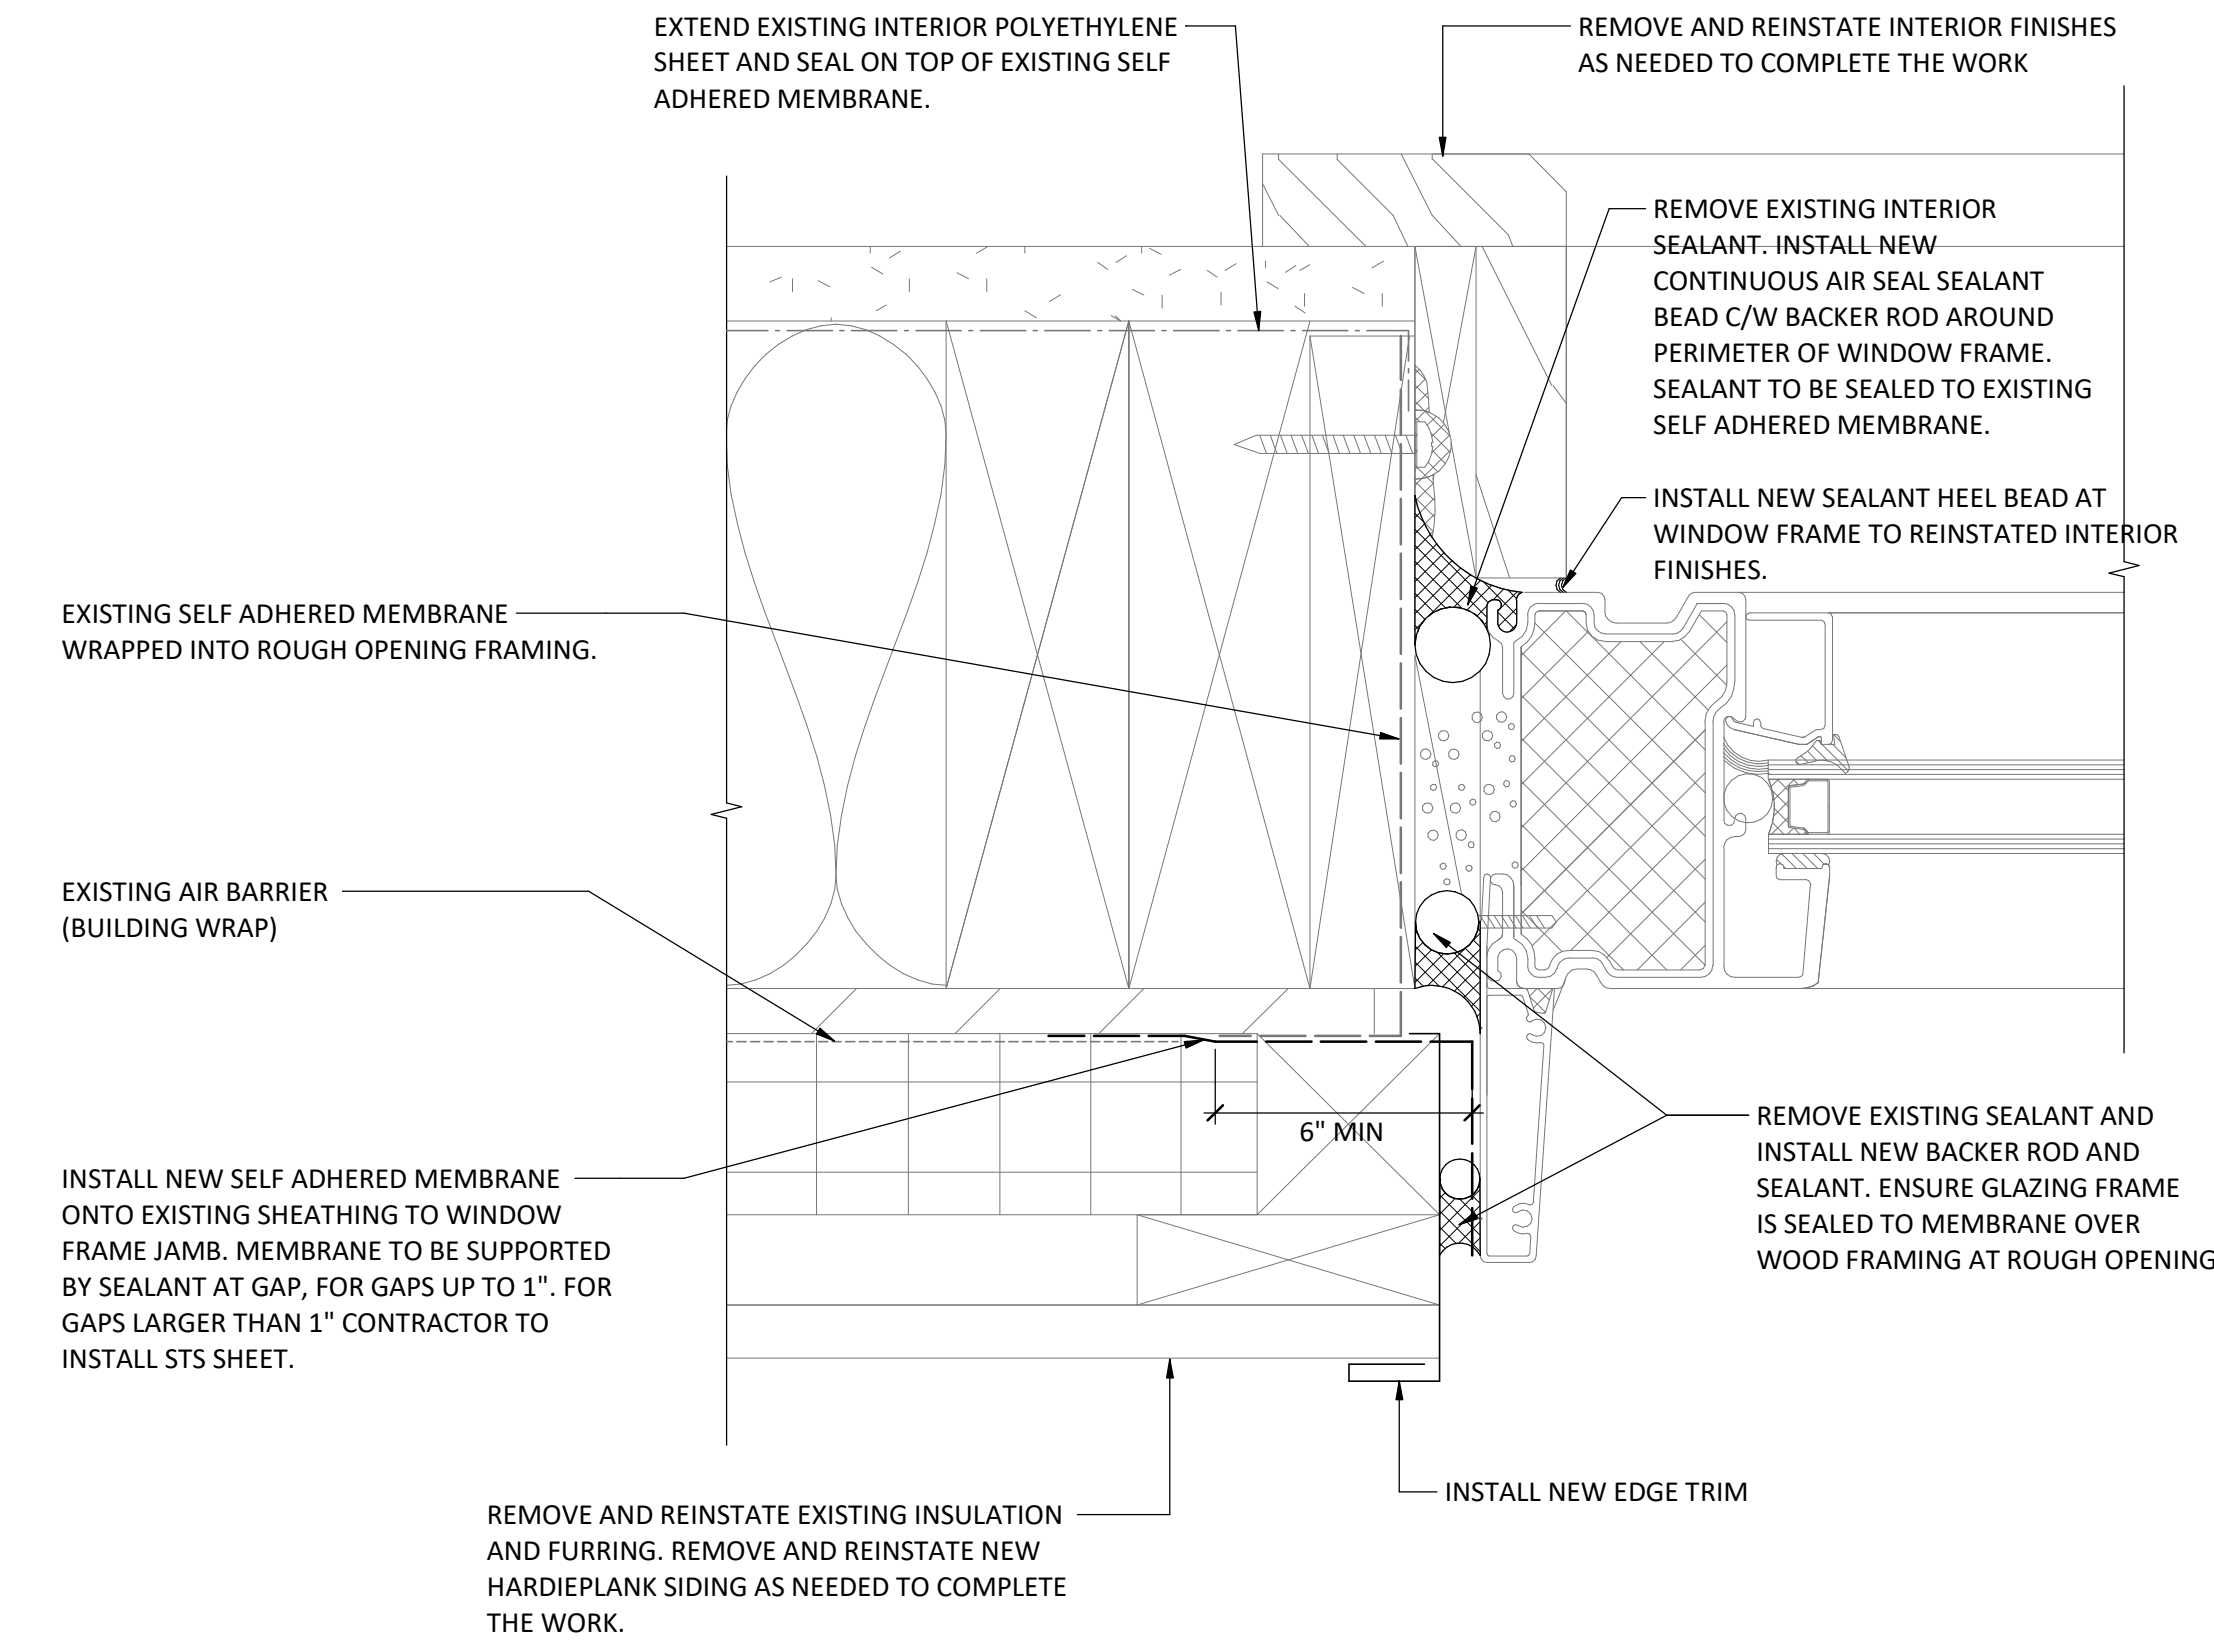 EXTEND EXISTING INTERIOR POLYETHYLENE
SHEET AND SEAL ON TOP OF EXISTING SELF
ADHERED MEMBRANE.
REMOVE AND REINSTATE INTERIOR FINISHES
AS NEEDED TO COMPLETE THE WORK
REMOVE EXISTING INTERIOR
SEALANT. INSTALL NEW
CONTINUOUS AIR SEAL SEALANT
BEAD C/W BACKER ROD AROUND
PERIMETER OF WINDOW FRAME.
SEALANT TO BE SEALED TO EXISTING
SELF ADHERED MEMBRANE.
INSTALL NEW SEALANT HEEL BEAD AT
WINDOW FRAME TO REINSTATED INTERIOR
FINISHES.
EXISTING SELF ADHERED MEMBRANE
WRAPPED INTO ROUGH OPENING FRAMING.
EXISTING AIR BARRIER
(BUILDING WRAP)
6" MIN
REMOVE EXISTING SEALANT AND
INSTALL NEW BACKER ROD AND
SEALANT. ENSURE GLAZING FRAME
IS SEALED TO MEMBRANE OVER
WOOD FRAMING AT ROUGH OPENING
INSTALL NEW SELF ADHERED MEMBRANE
ONTO EXISTING SHEATHING TO WINDOW
FRAME JAMB. MEMBRANE TO BE SUPPORTED
BY SEALANT AT GAP, FOR GAPS UP TO 1". FOR
GAPS LARGER THAN 1" CONTRACTOR TO
INSTALL STS SHEET.
INSTALL NEW EDGE TRIM
REMOVE AND REINSTATE EXISTING INSULATION
AND FURRING. REMOVE AND REINSTATE NEW
HARDIEPLANK SIDING AS NEEDED TO COMPLETE
THE WORK.